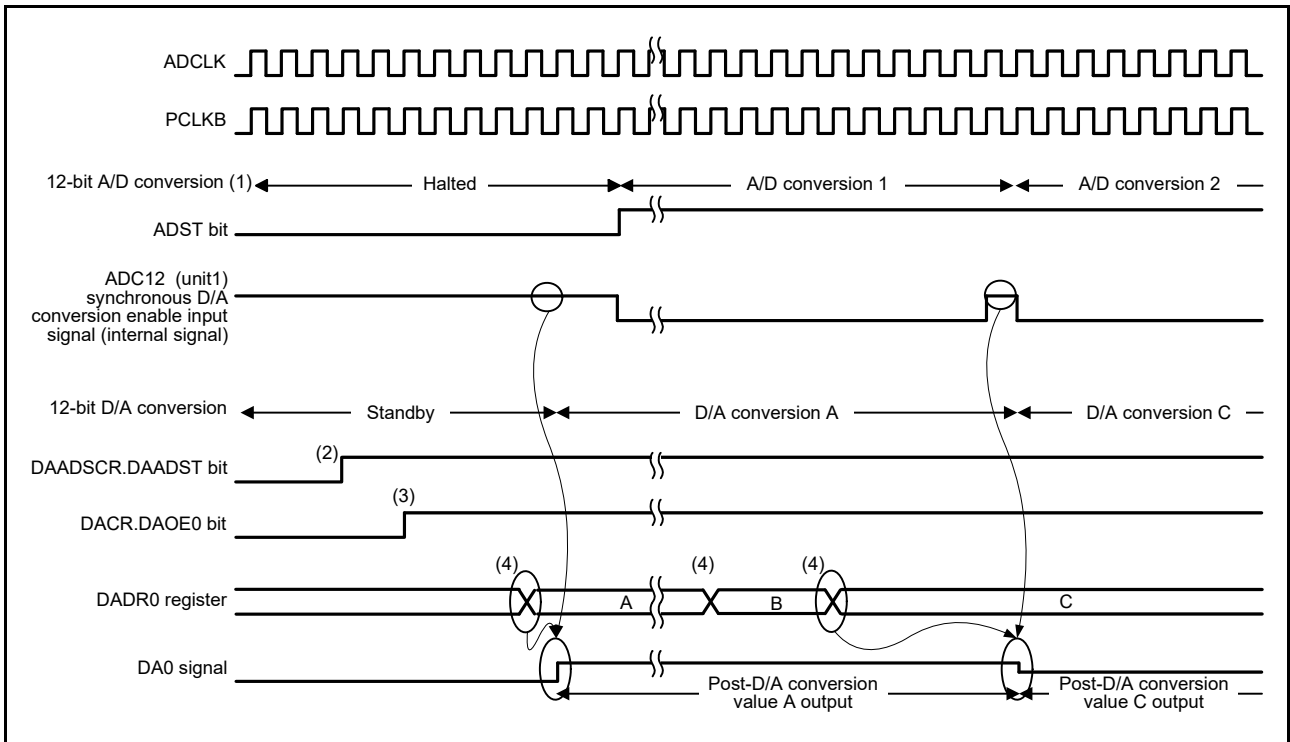 ADCLK
PCLKB
12-bit A/D conversion (1)
Halted
A/D conversion 1
A/D conversion 2
ADST bit
ADC12 (unit1)
synchronous D/A
conversion enable input
signal (internal signal)
12-bit D/A conversion
Standby
D/A conversion A
D/A conversion C
(2)
DAADSCR.DAADST bit
(3)
DACR.DAOE0 bit
(4)
(4)
(4)
DADR0 register
A
B
C
DA0 signal
Post-D/A conversion
value A output
Post-D/A conversion
value C output